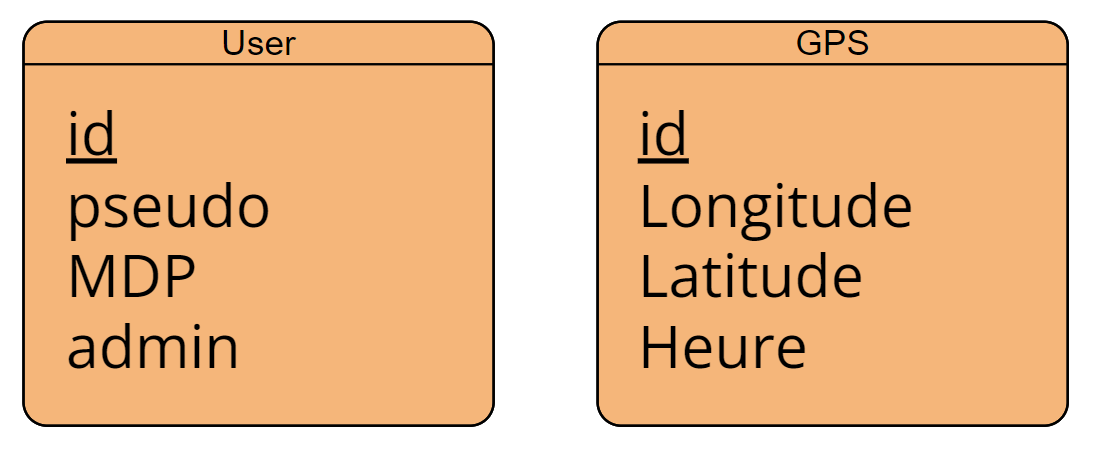 User
id
pseudo
MDP
admin
GPS
id
Longitude
Latitude
Heure